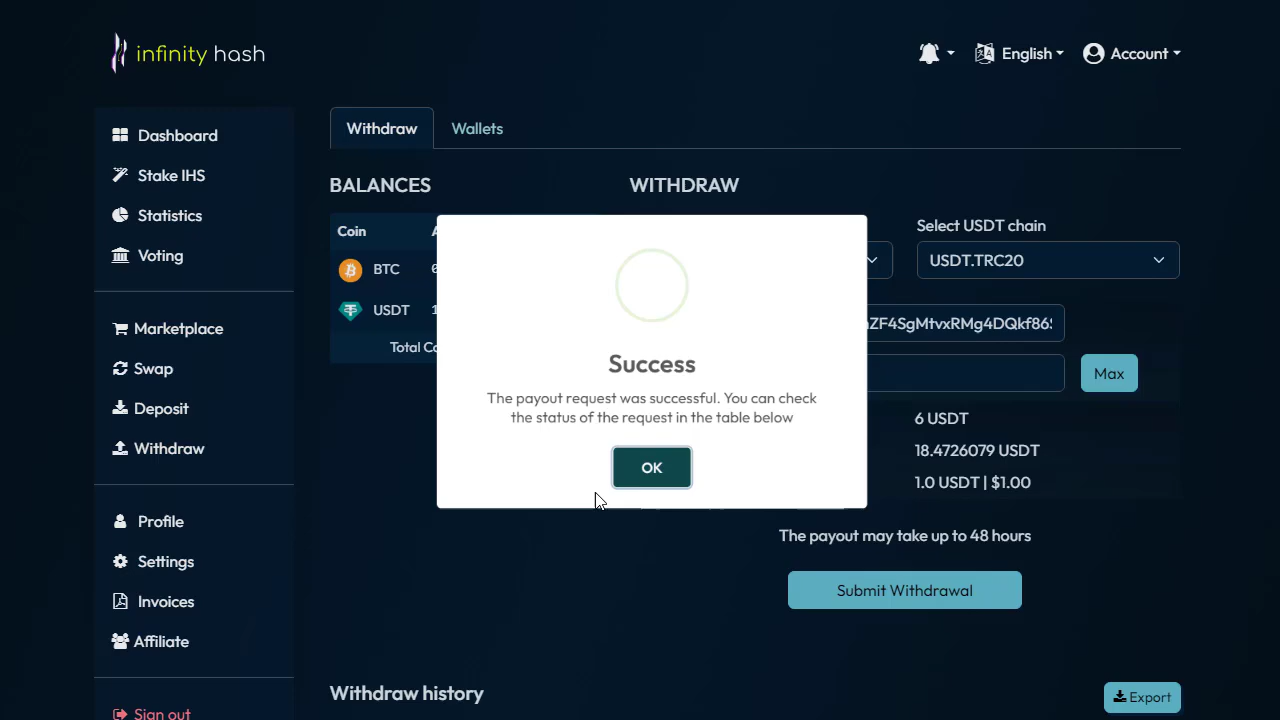 infinity hash
English
Account
Dashboard
Stake IHS
Statistics
Voting
Marketplace
Swap
Deposit
Withdraw
Profile
Settings
Invoices
Affiliate
Sign out
Withdraw
Wallets
BALANCES
Coin
BTC
USDT
Total
WITHDRAW
Select USDT chain
USDT.TRC20
ZF4SgMtvxRMg4DQkf86
Max
6 USDT
18.4726079 USDT
1.0 USDT | $1.00
The payout may take up to 48 hours
Submit Withdrawal
Success
The payout request was successful. You can check
the status of the request in the table below
OK
Withdraw history
Export